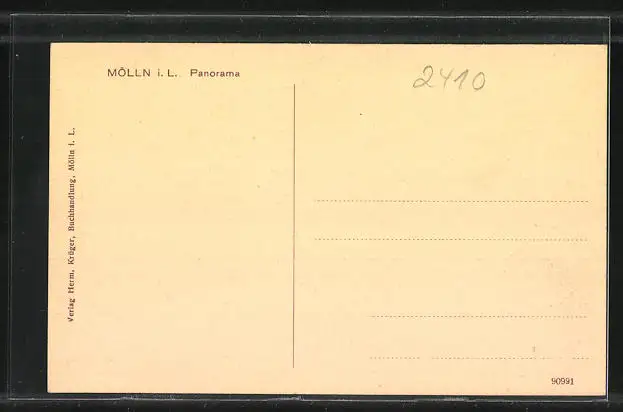 MÖLLN i. L. Panorama
2410
Verlag Herm. Krüger, Buchhandlung, Mölln i. L.
90991